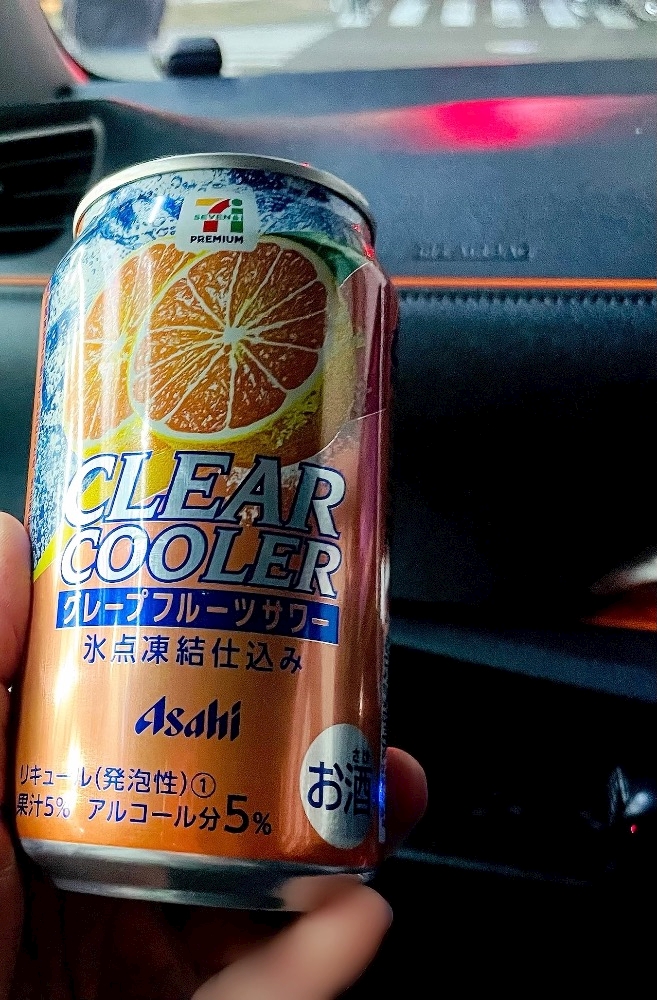 SEVEN&i
PREMIUM
CLEAR
COOLER
グレープフルーツサワー
氷点凍結仕込み
Asahi
リキュール(発泡性)①
果汁5% アルコール分5%
お酒